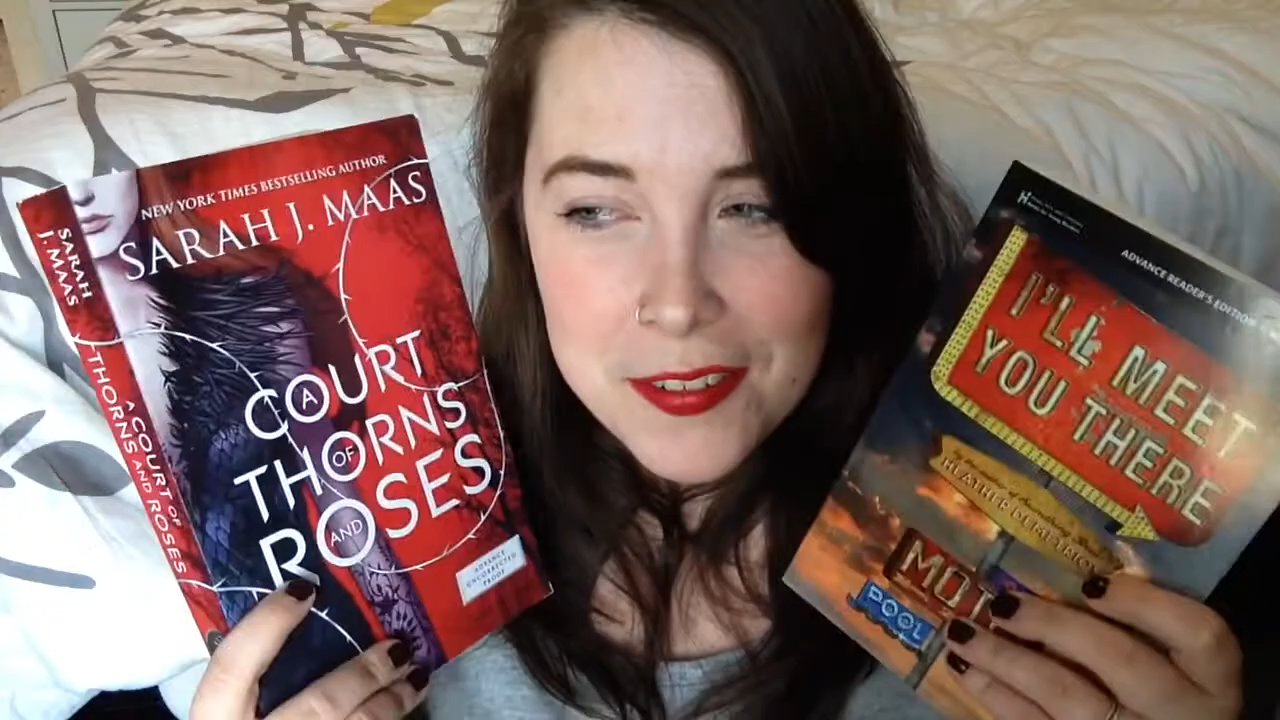 NEW YORK TIMES BESTSELLING AUTHOR
SARAH J. MAAS
A COURT
OF THORNS
AND ROSES
ADVANCE
UNCORRECTED
PROOF
SARAH
J. MAAS
A COURT OF
THORNS AND ROSES
ADVANCE READER'S EDITION
I'LL MEET
YOU THERE
HEATHER DEMETRIOS
MOT
POOL